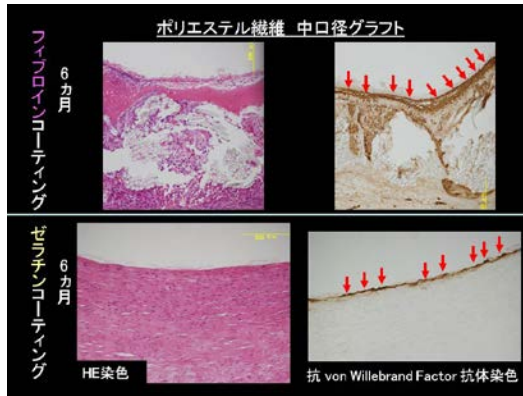 ポリエステル繊維 中口径グラフト
フィブロインコーティング
6ヵ月
ゼラチンコーティング
6ヵ月
HE染色
抗 von Willebrand Factor 抗体染色